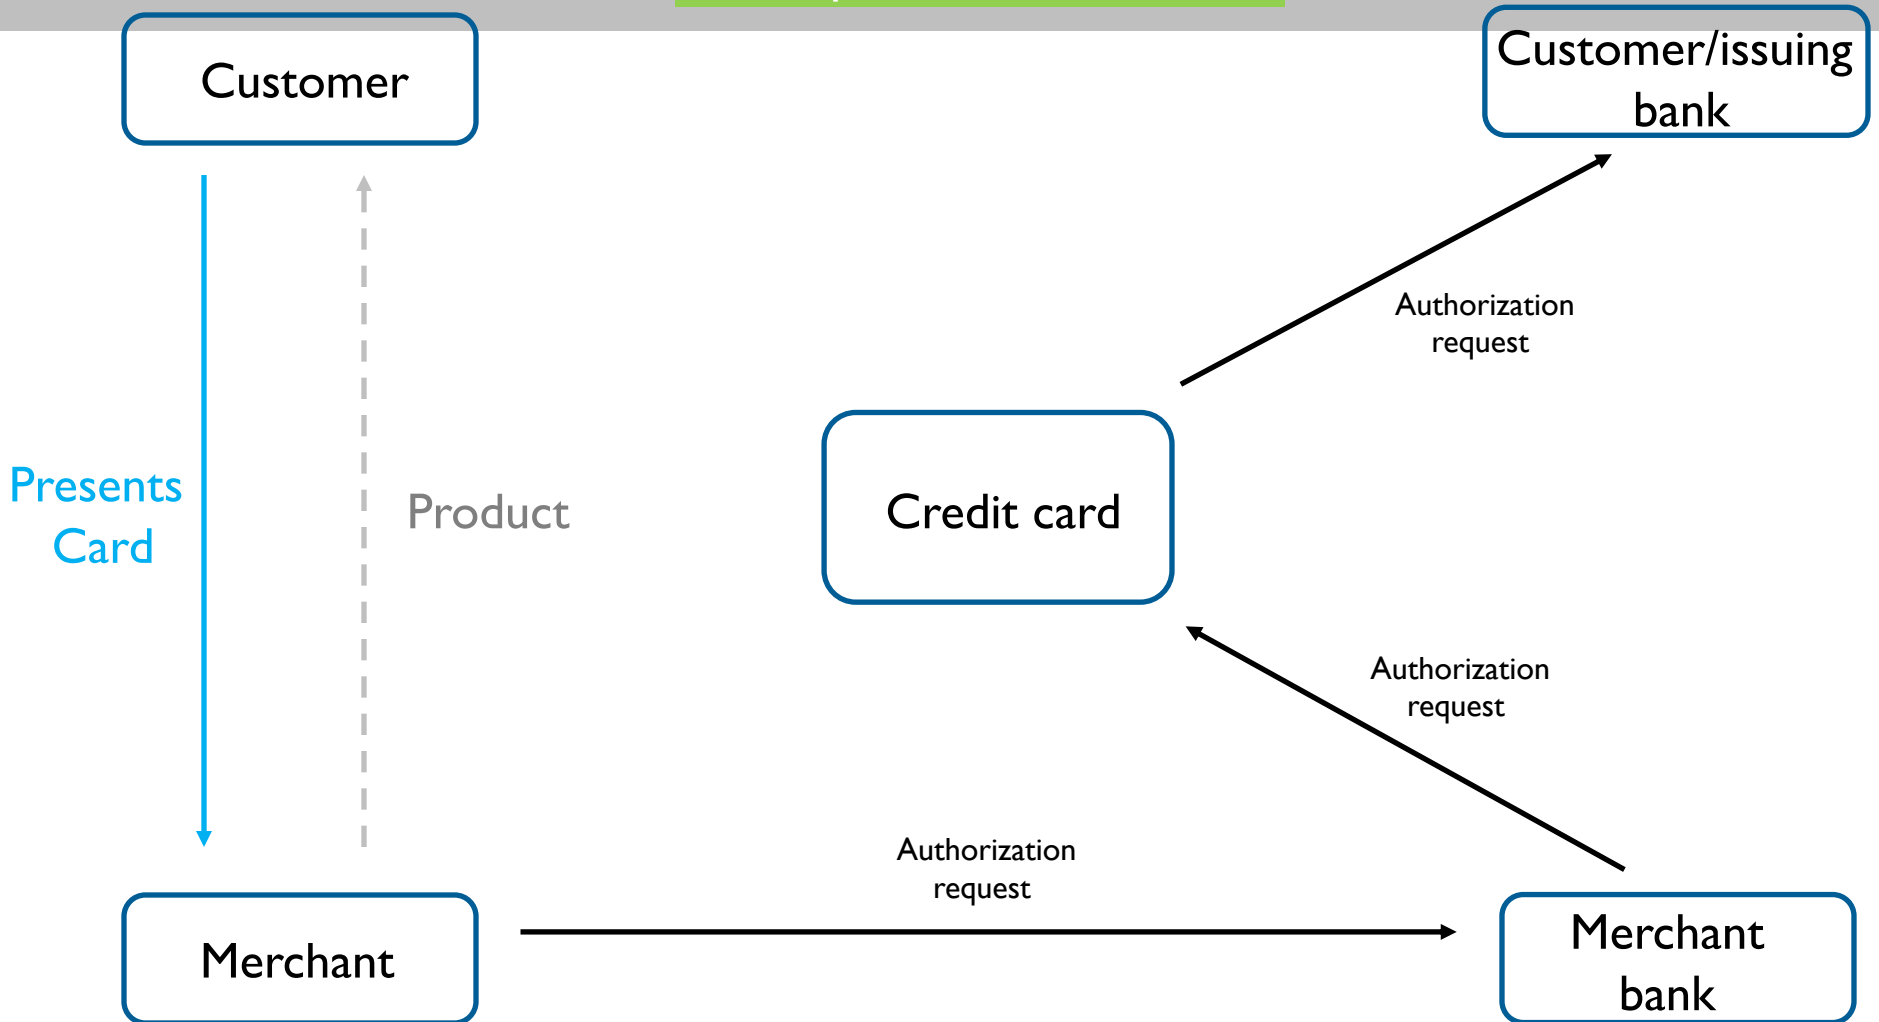 Customer
Customer/issuing
bank
Authorization
request
Presents
Card
Product
Credit card
Authorization
request
Authorization
request
Merchant
Merchant
bank